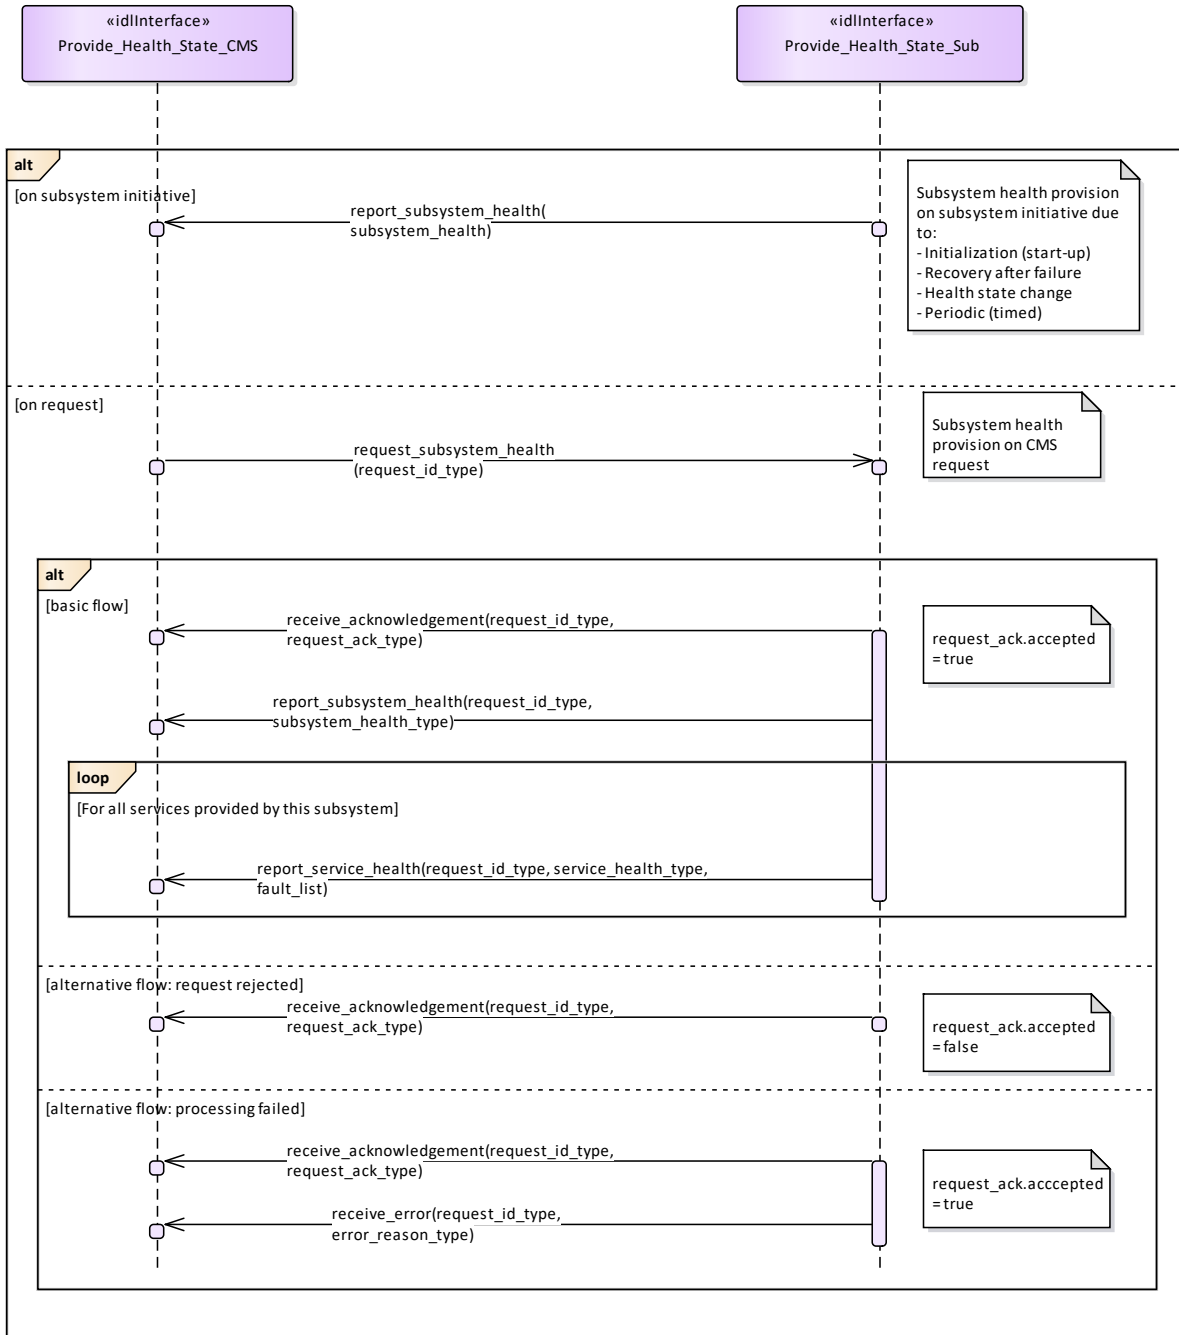 «idlInterface»
Provide_Health_State_CMS
«idlInterface»
Provide_Health_State_Sub
alt
[on subsystem initiative]
report_subsystem_health(
subsystem_health)
Subsystem health provision
on subsystem initiative due
to:
- Initialization (start-up)
- Recovery after failure
- Health state change
- Periodic (timed)
[on request]
request_subsystem_health
(request_id_type)
Subsystem health
provision on CMS
request
alt
[basic flow]
receive_acknowledgement(request_id_type,
request_ack_type)
request_ack.accepted
= true
report_subsystem_health(request_id_type,
subsystem_health_type)
loop
[For all services provided by this subsystem]
report_service_health(request_id_type, service_health_type,
fault_list)
[alternative flow: request rejected]
receive_acknowledgement(request_id_type,
request_ack_type)
request_ack.accepted
= false
[alternative flow: processing failed]
receive_acknowledgement(request_id_type,
request_ack_type)
request_ack.acccepted
= true
receive_error(request_id_type,
error_reason_type)